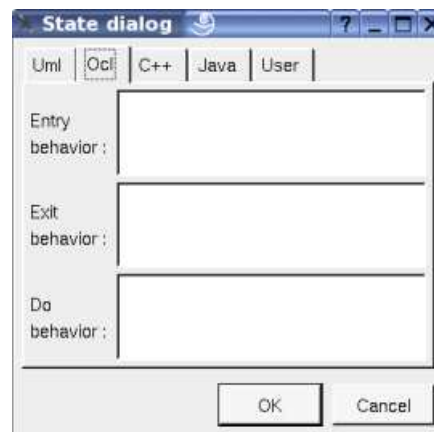 State dialog
Uml Ocl C++ Java User
Entry
behavior :
Exit
behavior :
Do
behavior :
OK Cancel